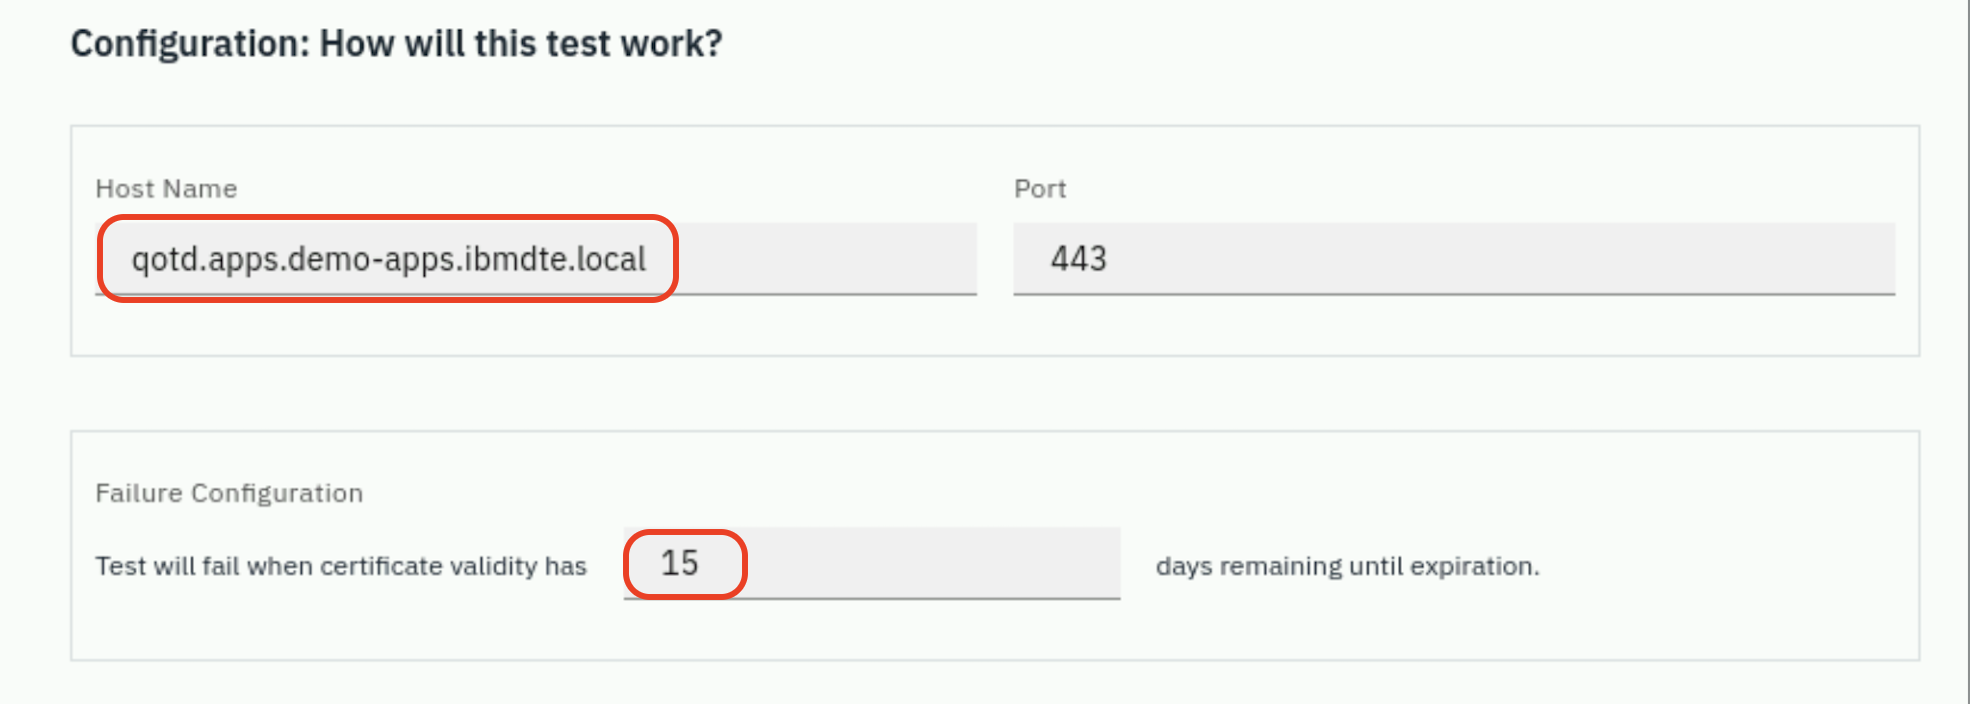 Configuration: How will this test work?
Host Name
Port
qotd.apps.demo-apps.ibmdte.local
443
Failure Configuration
Test will fail when certificate validity has 15 days remaining until expiration.